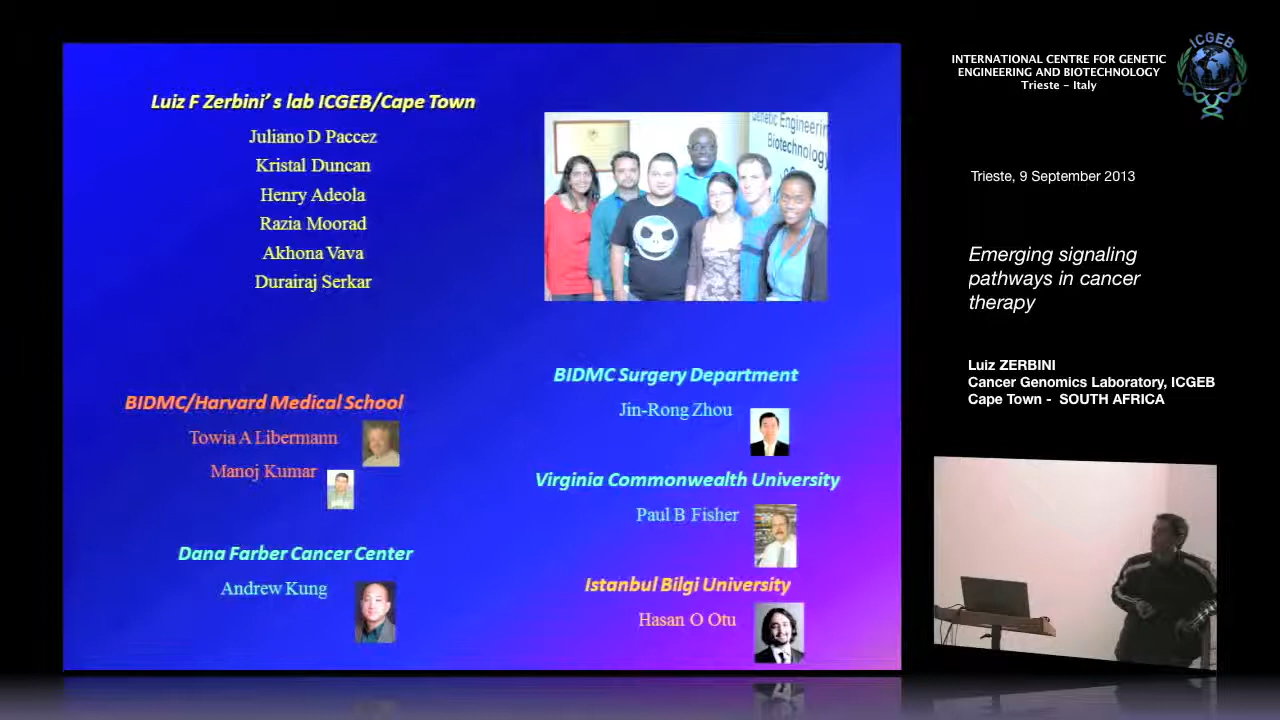 Luiz F Zerbini's lab ICGEB/Cape Town
Juliano D Paccez
Kristal Duncan
Henry Adeola
Razia Moorad
Akhona Vava
Durairaj Serkar
Genetic Engineerin
Biotechnology
BIDMC/Harvard Medical School
Towia A Libermann
Manoj Kumar
Dana Farber Cancer Center
Andrew Kung
BIDMC Surgery Department
Jin-Rong Zhou
Virginia Commonwealth University
Paul B Fisher
Istanbul Bilgi University
Hasan O Otu
INTERNATIONAL CENTRE FOR GENETIC
ENGINEERING AND BIOTECHNOLOGY
Trieste - Italy
ICGEB
Trieste, 9 September 2013
Emerging signaling
pathways in cancer
therapy
Luiz ZERBINI
Cancer Genomics Laboratory, ICGEB
Cape Town - SOUTH AFRICA